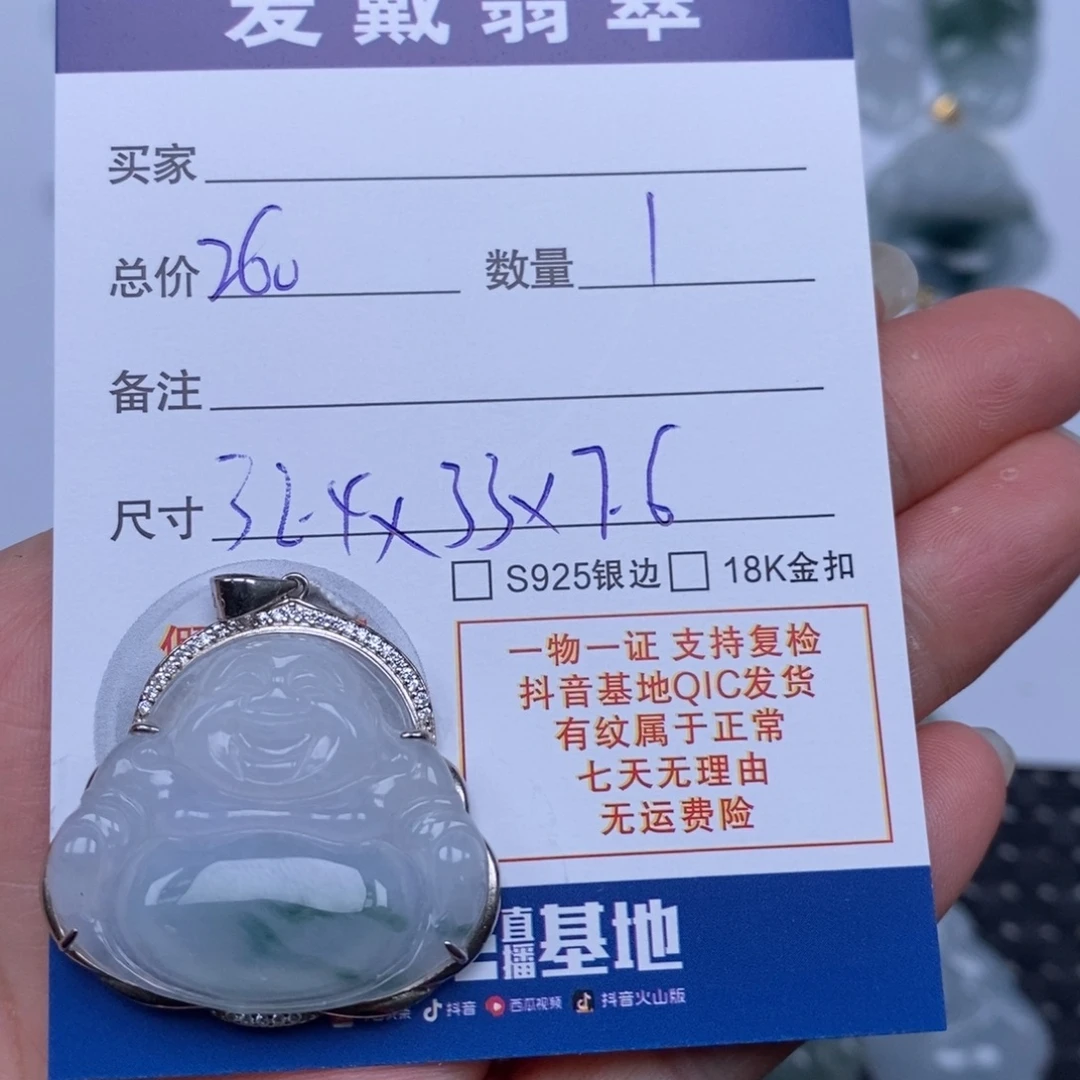 爱戴翡翠
买家
总价 260 数量 1
备注
尺寸 32.4x33x7.6
S925银边 18K金扣
一物一证 支持复检
抖音基地QIC发货
有纹属于正常
七天无理由
无运费险
直播基地
抖音 西瓜视频 抖音火山版